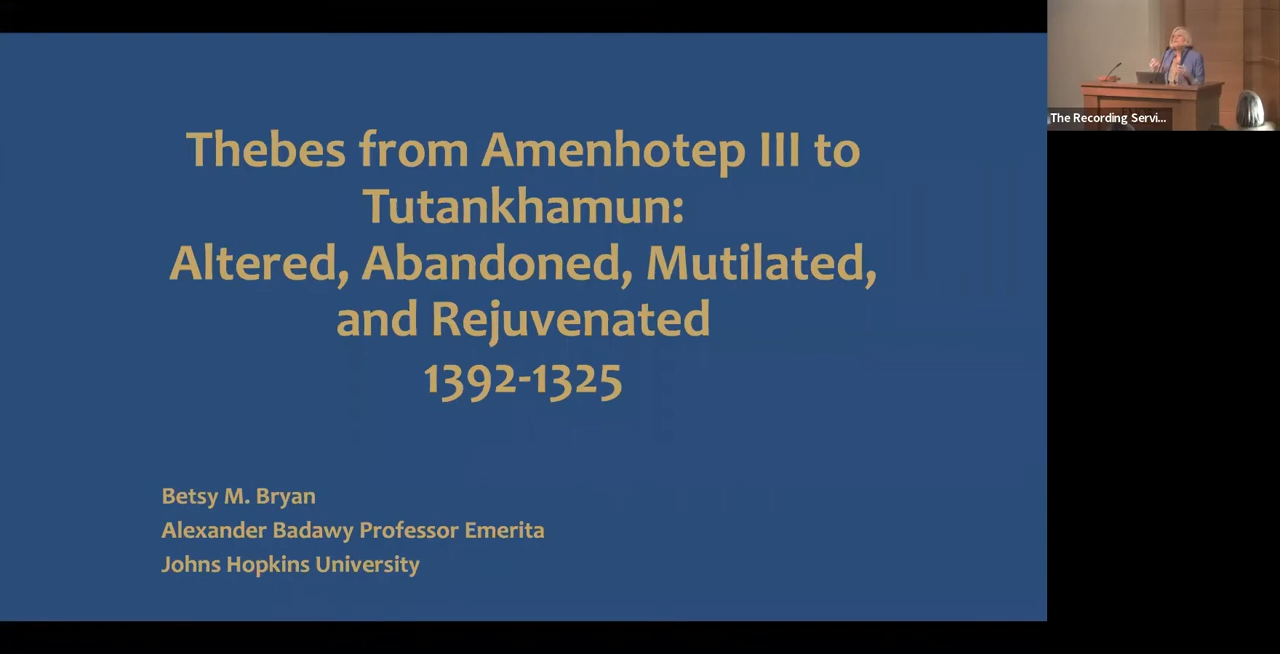 Thebes from Amenhotep III to
Tutankhamun:
Altered, Abandoned, Mutilated,
and Rejuvenated
1392-1325
Betsy M. Bryan
Alexander Badawy Professor Emerita
Johns Hopkins University
The Recording Servi...